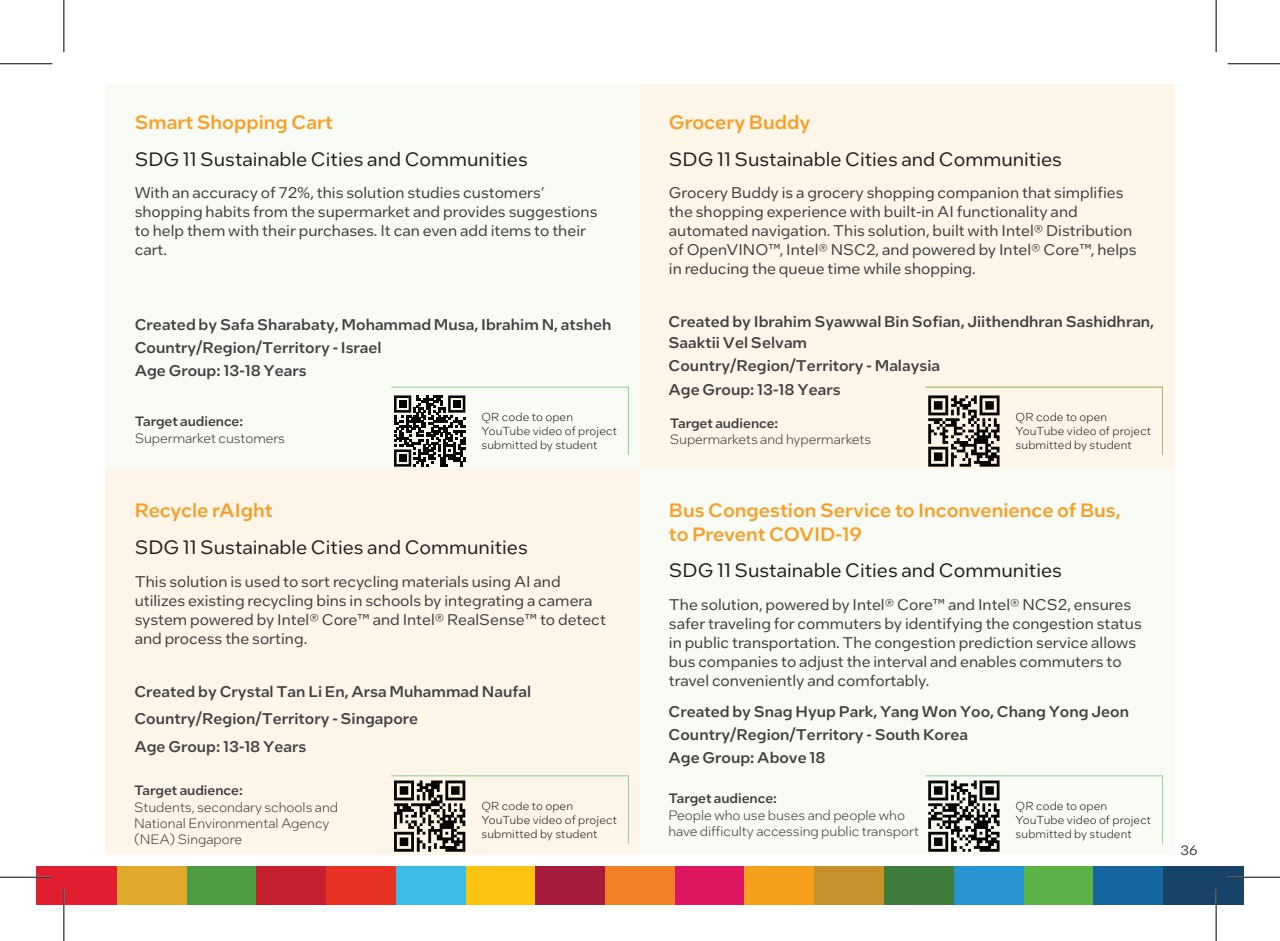 Smart Shopping Cart
SDG 11 Sustainable Cities and Communities
With an accuracy of 72%, this solution studies customers’
shopping habits from the supermarket and provides suggestions
to help them with their purchases. It can even add items to their
cart.
Created by Safa Sharabaty, Mohammad Musa, Ibrahim N, atsheh
Country/Region/Territory - Israel
Age Group: 13-18 Years
Target audience:
Supermarket customers
QR code to open
YouTube video of project
submitted by student
Grocery Buddy
SDG 11 Sustainable Cities and Communities
Grocery Buddy is a grocery shopping companion that simplifies
the shopping experience with built-in AI functionality and
automated navigation. This solution, built with Intel® Distribution
of OpenVINO™, Intel® NSC2, and powered by Intel® Core™, helps
in reducing the queue time while shopping.
Created by Ibrahim Syawwal Bin Sofian, Jiithendhran Sashidhran,
Saaktii Vel Selvam
Country/Region/Territory - Malaysia
Age Group: 13-18 Years
Target audience:
Supermarkets and hypermarkets
QR code to open
YouTube video of project
submitted by student
Recycle rAIght
SDG 11 Sustainable Cities and Communities
This solution is used to sort recycling materials using AI and
utilizes existing recycling bins in schools by integrating a camera
system powered by Intel® Core™ and Intel® RealSense™ to detect
and process the sorting.
Created by Crystal Tan Li En, Arsa Muhammad Naufal
Country/Region/Territory - Singapore
Age Group: 13-18 Years
Target audience:
Students, secondary schools and
National Environmental Agency
(NEA) Singapore
QR code to open
YouTube video of project
submitted by student
Bus Congestion Service to Inconvenience of Bus,
to Prevent COVID-19
SDG 11 Sustainable Cities and Communities
The solution, powered by Intel® Core™ and Intel® NCS2, ensures
safer traveling for commuters by identifying the congestion status
in public transportation. The congestion prediction service allows
bus companies to adjust the interval and enables commuters to
travel conveniently and comfortably.
Created by Snag Hyup Park, Yang Won Yoo, Chang Yong Jeon
Country/Region/Territory - South Korea
Age Group: Above 18
Target audience:
People who use buses and people who
have difficulty accessing public transport
QR code to open
YouTube video of project
submitted by student
36